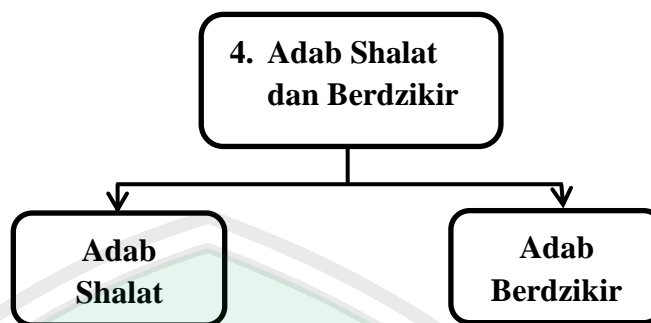 4. Adab Shalat
dan Berdzikir
Adab
Shalat
Adab
Berdzikir